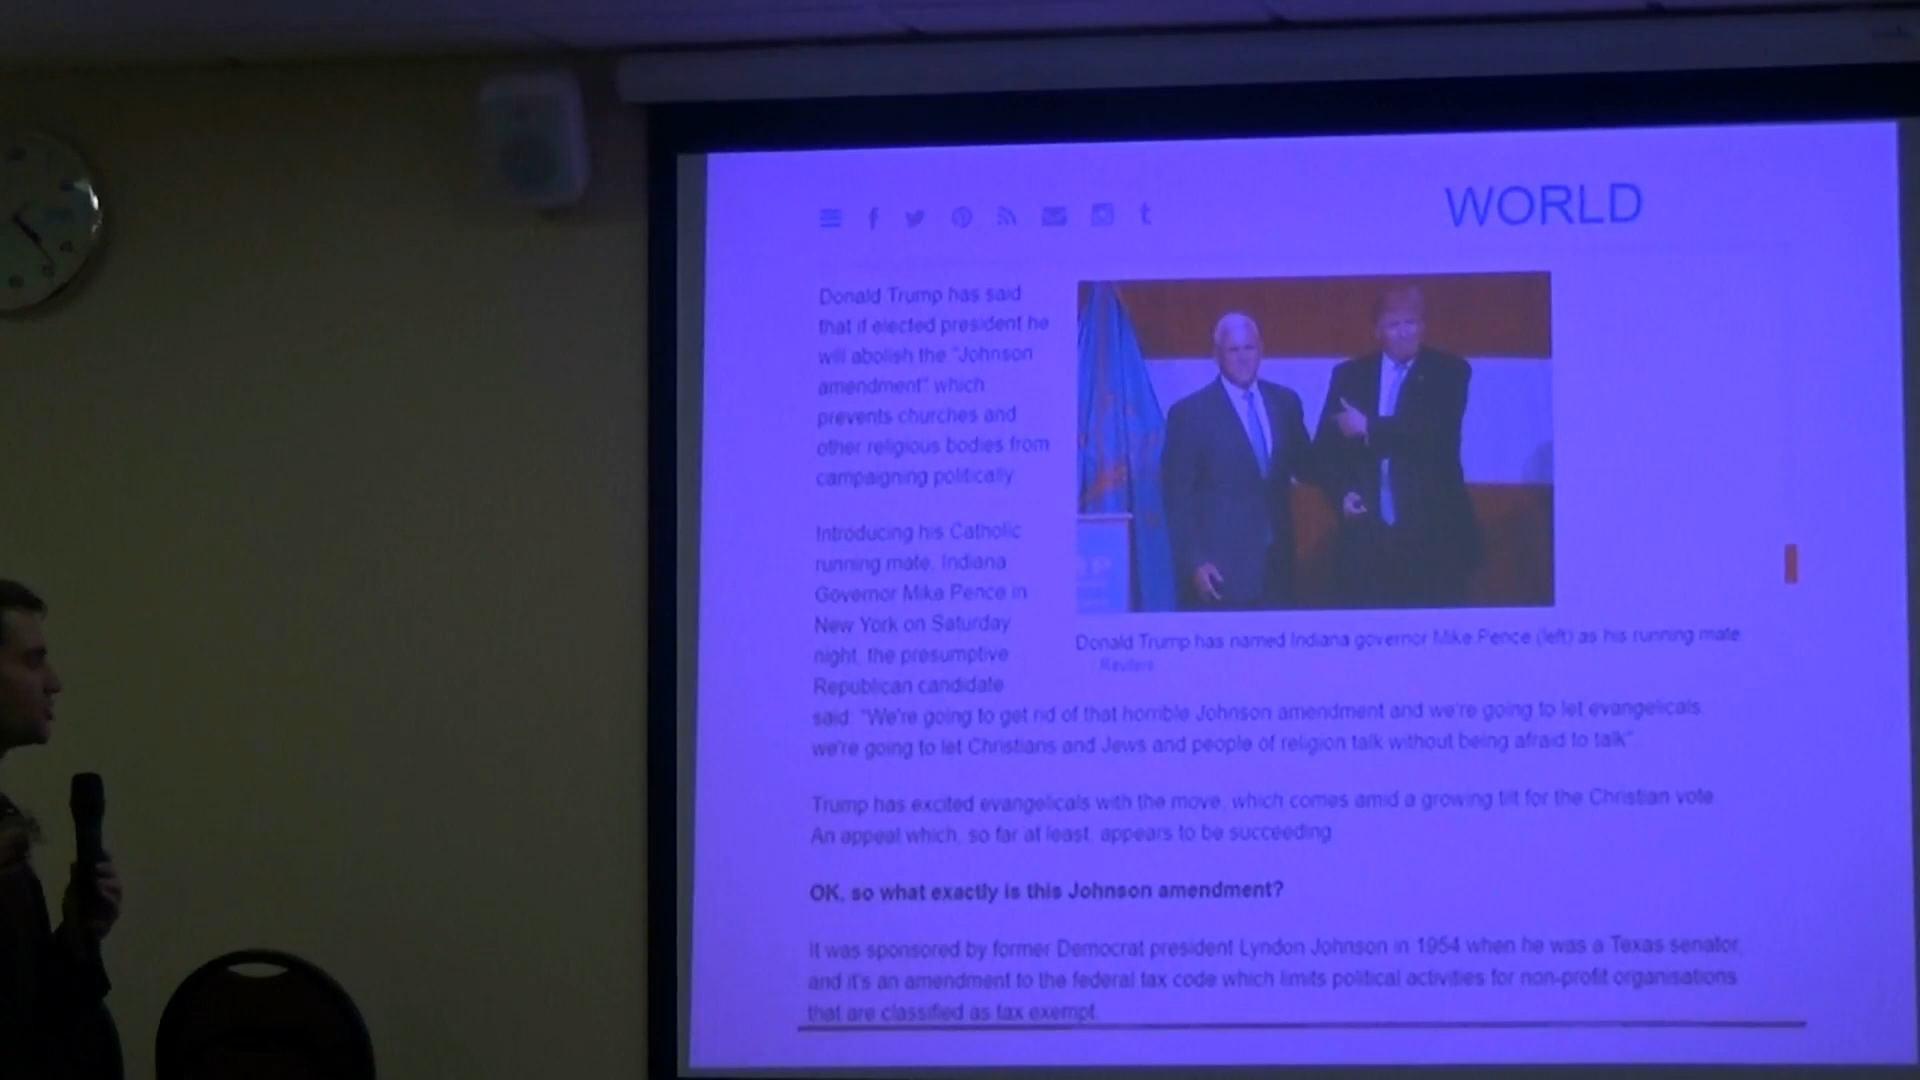 WORLD
Donald Trump has said
that if elected president he
will abolish the "Johnson
amendment" which
prevents churches and
other religious bodies from
campaigning politically
Introducing his Catholic
running mate, Indiana
Governor Mike Pence in
New York on Saturday
night, the presumptive
Republican candidate
Donald Trump has named Indiana governor Mike Pence (left) as his running mate
Reuters
said: "We're going to get rid of that horrible Johnson amendment and we're going to let evangelicals,
we're going to let Christians and Jews and people of religion talk without being afraid to talk"
Trump has excited evangelicals with the move, which comes amid a growing tilt for the Christian vote.
An appeal which, so far at least, appears to be succeeding.
OK, so what exactly is this Johnson amendment?
It was sponsored by former Democrat president Lyndon Johnson in 1954 when he was a Texas senator,
and it's an amendment to the federal tax code which limits political activities for non-profit organisations
that are classified as tax exempt.